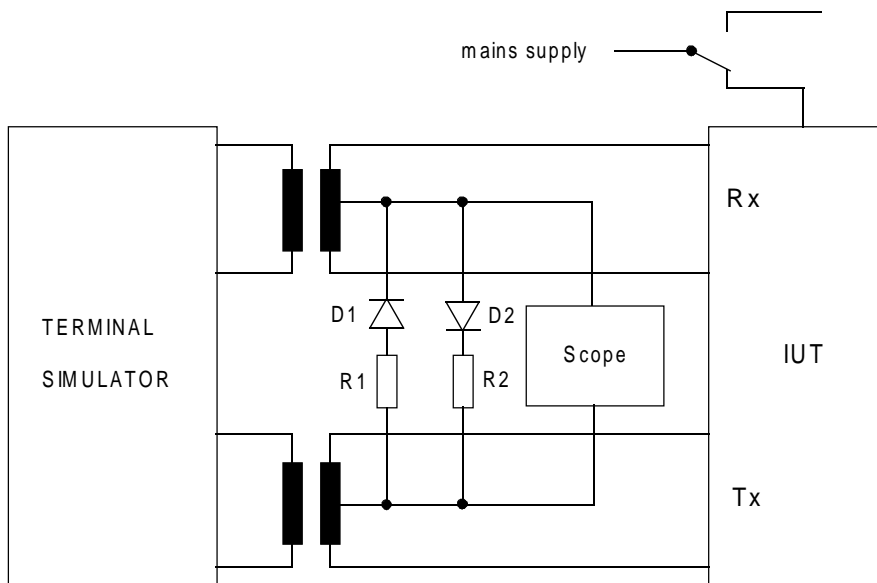 mains supply
Rx
D1
D2
TERMINAL
SIMULATOR
Scope
IUT
R1
R2
Tx